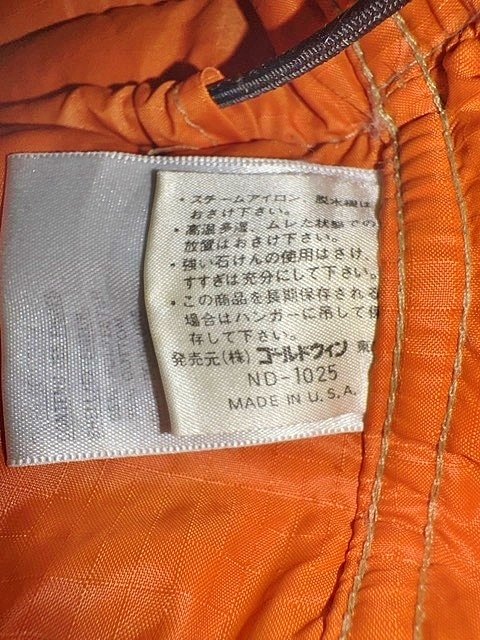 ・スチームアイロン、脱水機は
おさけ下さい。
・高温多湿、ムレた状態での
放置はおさけ下さい。
・強い石けんの使用はさけ、
すすぎは充分にして下さい。
・この商品を長期保存される
場合はハンガーに吊して保
存して下さい。
発売元(株)ゴールドウイン 東
ND-1025
MADE IN U.S.A.